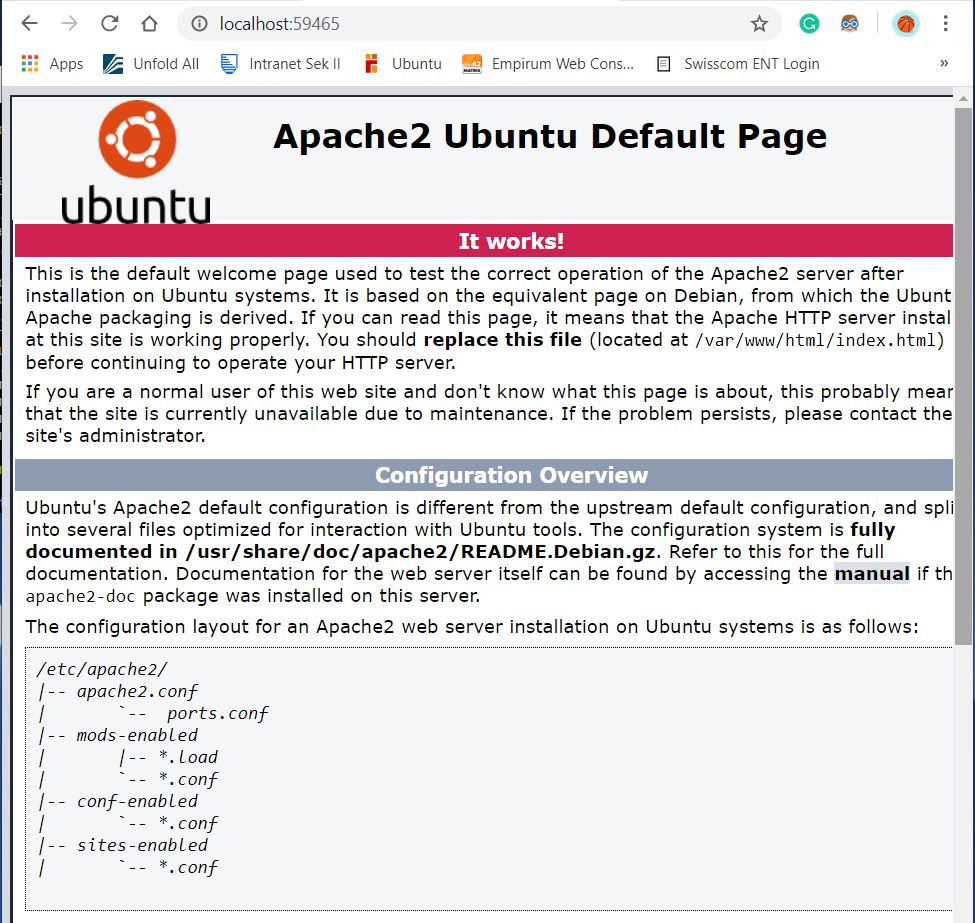 localhost:59465
Apps Unfold All Intranet Sek II Ubuntu Empirum Web Cons... Swisscom ENT Login »
ubuntu
Apache2 Ubuntu Default Page
It works!
This is the default welcome page used to test the correct operation of the Apache2 server after
installation on Ubuntu systems. It is based on the equivalent page on Debian, from which the Ubunt
Apache packaging is derived. If you can read this page, it means that the Apache HTTP server instal
at this site is working properly. You should replace this file (located at /var/www/html/index.html)
before continuing to operate your HTTP server.
If you are a normal user of this web site and don't know what this page is about, this probably mear
that the site is currently unavailable due to maintenance. If the problem persists, please contact the
site's administrator.
Configuration Overview
Ubuntu's Apache2 default configuration is different from the upstream default configuration, and spli
into several files optimized for interaction with Ubuntu tools. The configuration system is fully
documented in /usr/share/doc/apache2/README.Debian.gz. Refer to this for the full
documentation. Documentation for the web server itself can be found by accessing the manual if th
apache2-doc package was installed on this server.
The configuration layout for an Apache2 web server installation on Ubuntu systems is as follows:
/etc/apache2/
|-- apache2.conf
|       `--  ports.conf
|-- mods-enabled
|       |-- *.load
|       `-- *.conf
|-- conf-enabled
|       `-- *.conf
|-- sites-enabled
|       `-- *.conf